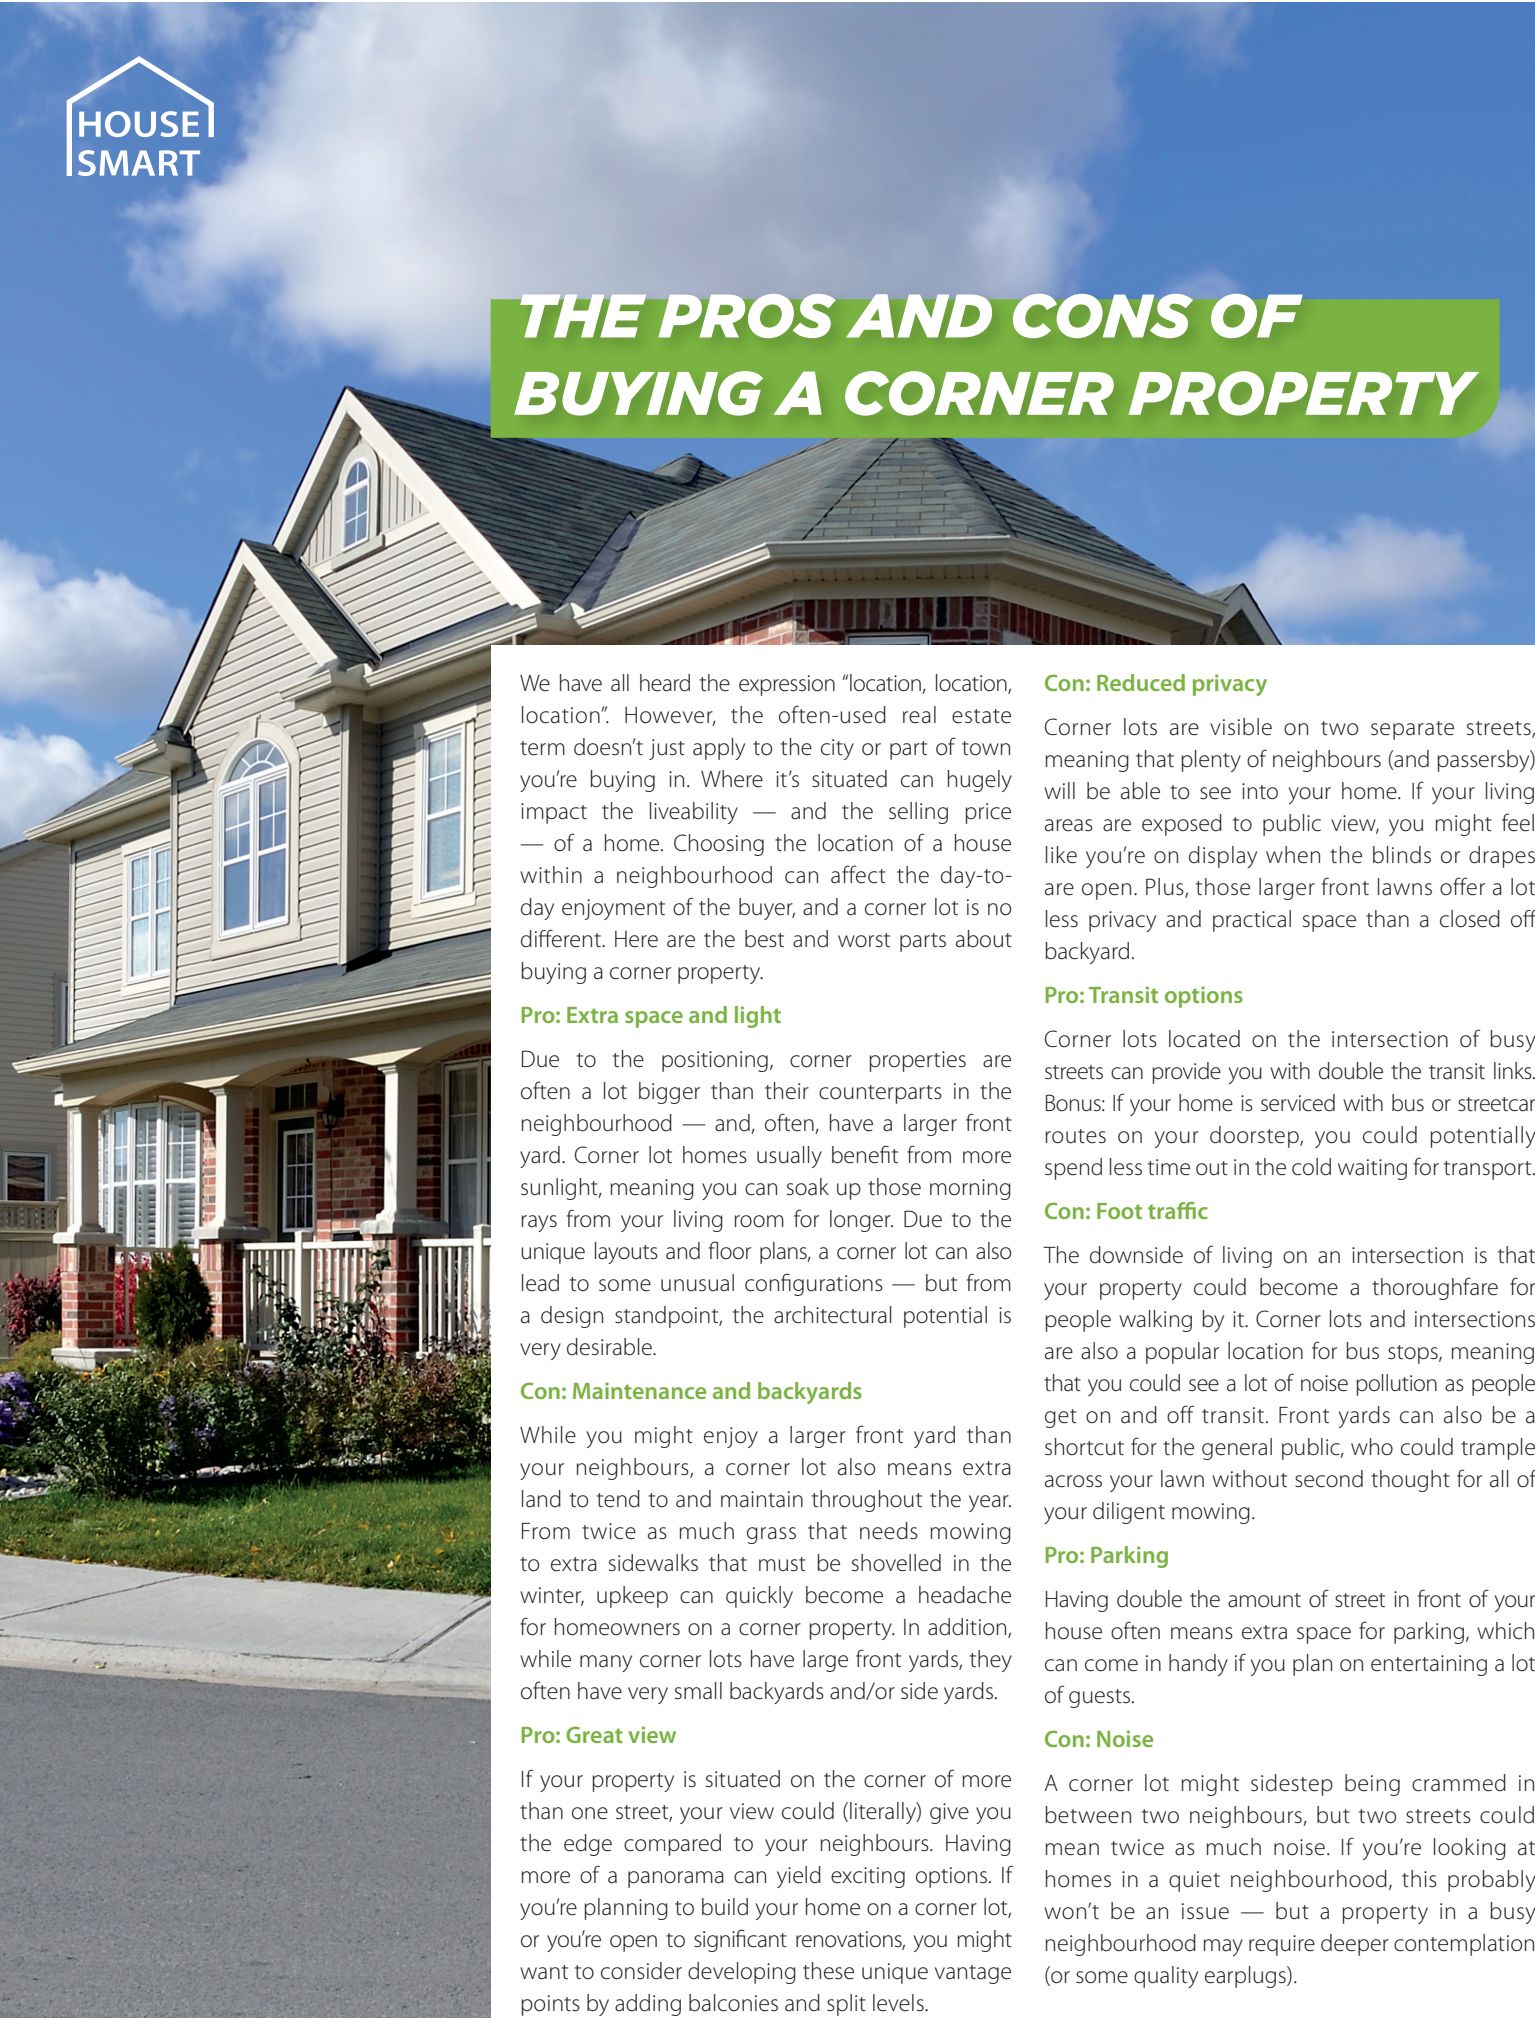 HOUSE
SMART
THE PROS AND CONS OF
BUYING A CORNER PROPERTY
We have all heard the expression “location, location,
location”. However, the often-used real estate
term doesn’t just apply to the city or part of town
you’re buying in. Where it’s situated can hugely
impact the liveability — and the selling price
— of a home. Choosing the location of a house
within a neighbourhood can affect the day-to-
day enjoyment of the buyer, and a corner lot is no
different. Here are the best and worst parts about
buying a corner property.
Pro: Extra space and light
Due to the positioning, corner properties are
often a lot bigger than their counterparts in the
neighbourhood — and, often, have a larger front
yard. Corner lot homes usually benefit from more
sunlight, meaning you can soak up those morning
rays from your living room for longer. Due to the
unique layouts and floor plans, a corner lot can also
lead to some unusual configurations — but from
a design standpoint, the architectural potential is
very desirable.
Con: Maintenance and backyards
While you might enjoy a larger front yard than
your neighbours, a corner lot also means extra
land to tend to and maintain throughout the year.
From twice as much grass that needs mowing
to extra sidewalks that must be shovelled in the
winter, upkeep can quickly become a headache
for homeowners on a corner property. In addition,
while many corner lots have large front yards, they
often have very small backyards and/or side yards.
Pro: Great view
If your property is situated on the corner of more
than one street, your view could (literally) give you
the edge compared to your neighbours. Having
more of a panorama can yield exciting options. If
you’re planning to build your home on a corner lot,
or you’re open to significant renovations, you might
want to consider developing these unique vantage
points by adding balconies and split levels.
Con: Reduced privacy
Corner lots are visible on two separate streets,
meaning that plenty of neighbours (and passersby)
will be able to see into your home. If your living
areas are exposed to public view, you might feel
like you’re on display when the blinds or drapes
are open. Plus, those larger front lawns offer a lot
less privacy and practical space than a closed off
backyard.
Pro: Transit options
Corner lots located on the intersection of busy
streets can provide you with double the transit links.
Bonus: If your home is serviced with bus or streetcar
routes on your doorstep, you could potentially
spend less time out in the cold waiting for transport.
Con: Foot traffic
The downside of living on an intersection is that
your property could become a thoroughfare for
people walking by it. Corner lots and intersections
are also a popular location for bus stops, meaning
that you could see a lot of noise pollution as people
get on and off transit. Front yards can also be a
shortcut for the general public, who could trample
across your lawn without second thought for all of
your diligent mowing.
Pro: Parking
Having double the amount of street in front of your
house often means extra space for parking, which
can come in handy if you plan on entertaining a lot
of guests.
Con: Noise
A corner lot might sidestep being crammed in
between two neighbours, but two streets could
mean twice as much noise. If you’re looking at
homes in a quiet neighbourhood, this probably
won’t be an issue — but a property in a busy
neighbourhood may require deeper contemplation
(or some quality earplugs).